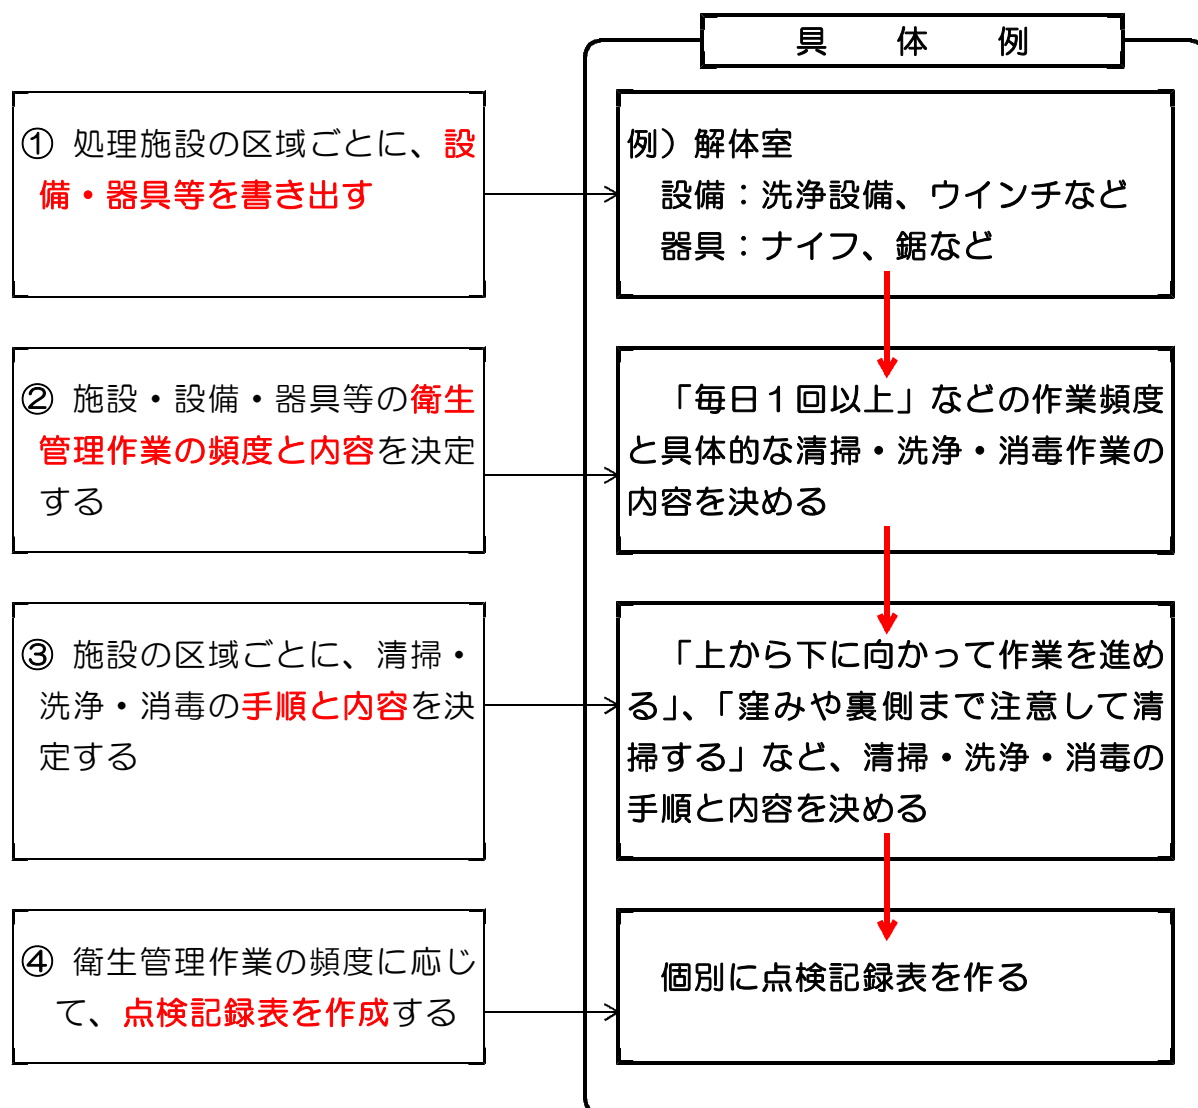 具体例
① 処理施設の区域ごとに、設
備・器具等を書き出す
例）解体室
設備：洗浄設備、ウインチなど
器具：ナイフ、鋸など
② 施設・設備・器具等の衛生
管理作業の頻度と内容を決定
する
「毎日１回以上」などの作業頻度
と具体的な清掃・洗浄・消毒作業の
内容を決める
③ 施設の区域ごとに、清掃・
洗浄・消毒の手順と内容を決
定する
「上から下に向かって作業を進め
る」、「窪みや裏側まで注意して清
掃する」など、清掃・洗浄・消毒の
手順と内容を決める
④ 衛生管理作業の頻度に応じ
て、点検記録表を作成する
個別に点検記録表を作る